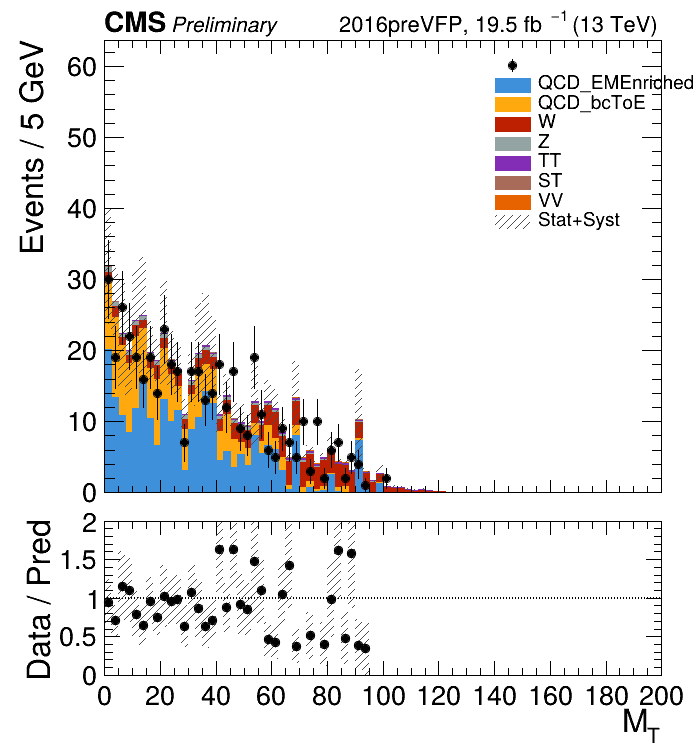 CMS Preliminary 2016preVFP, 19.5 fb⁻¹ (13 TeV)
Events / 5 GeV
60
50
40
30
20
10
0
QCD_EMEnriched
QCD_bcToE
W
Z
TT
ST
VV
Stat+Syst
Data / Pred
2
1.5
1
0.5
0
0 20 40 60 80 100 120 140 160 180 200
M_T